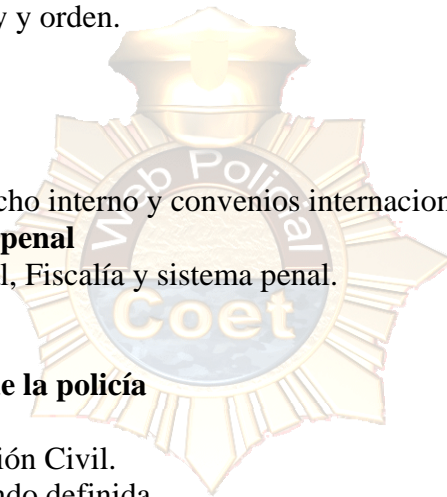 y y orden.
Web Policial
cho interno y convenios internacion
penal
l, Fiscalía y sistema penal.
Coet
e la policía
ión Civil.
ndo definida